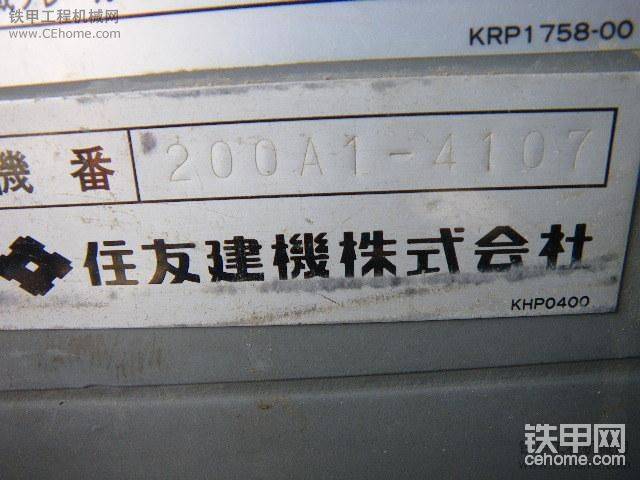 铁甲工程机械网
www.CEhome.com
KRP1758-00
機番 200A1-4107
住友建機株式会社
KHP0400
铁甲网
cehome.com